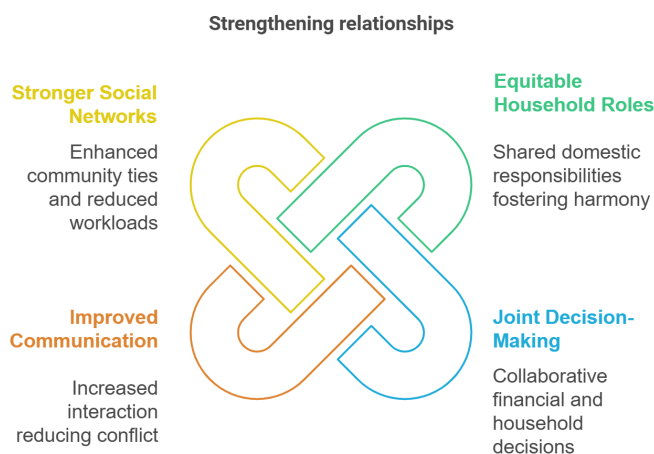 Strengthening relationships
Stronger Social
Networks
Enhanced
community ties
and reduced
workloads
Equitable
Household Roles
Shared domestic
responsibilities
fostering harmony
Improved
Communication
Increased
interaction
reducing conflict
Joint Decision-
Making
Collaborative
financial and
household
decisions